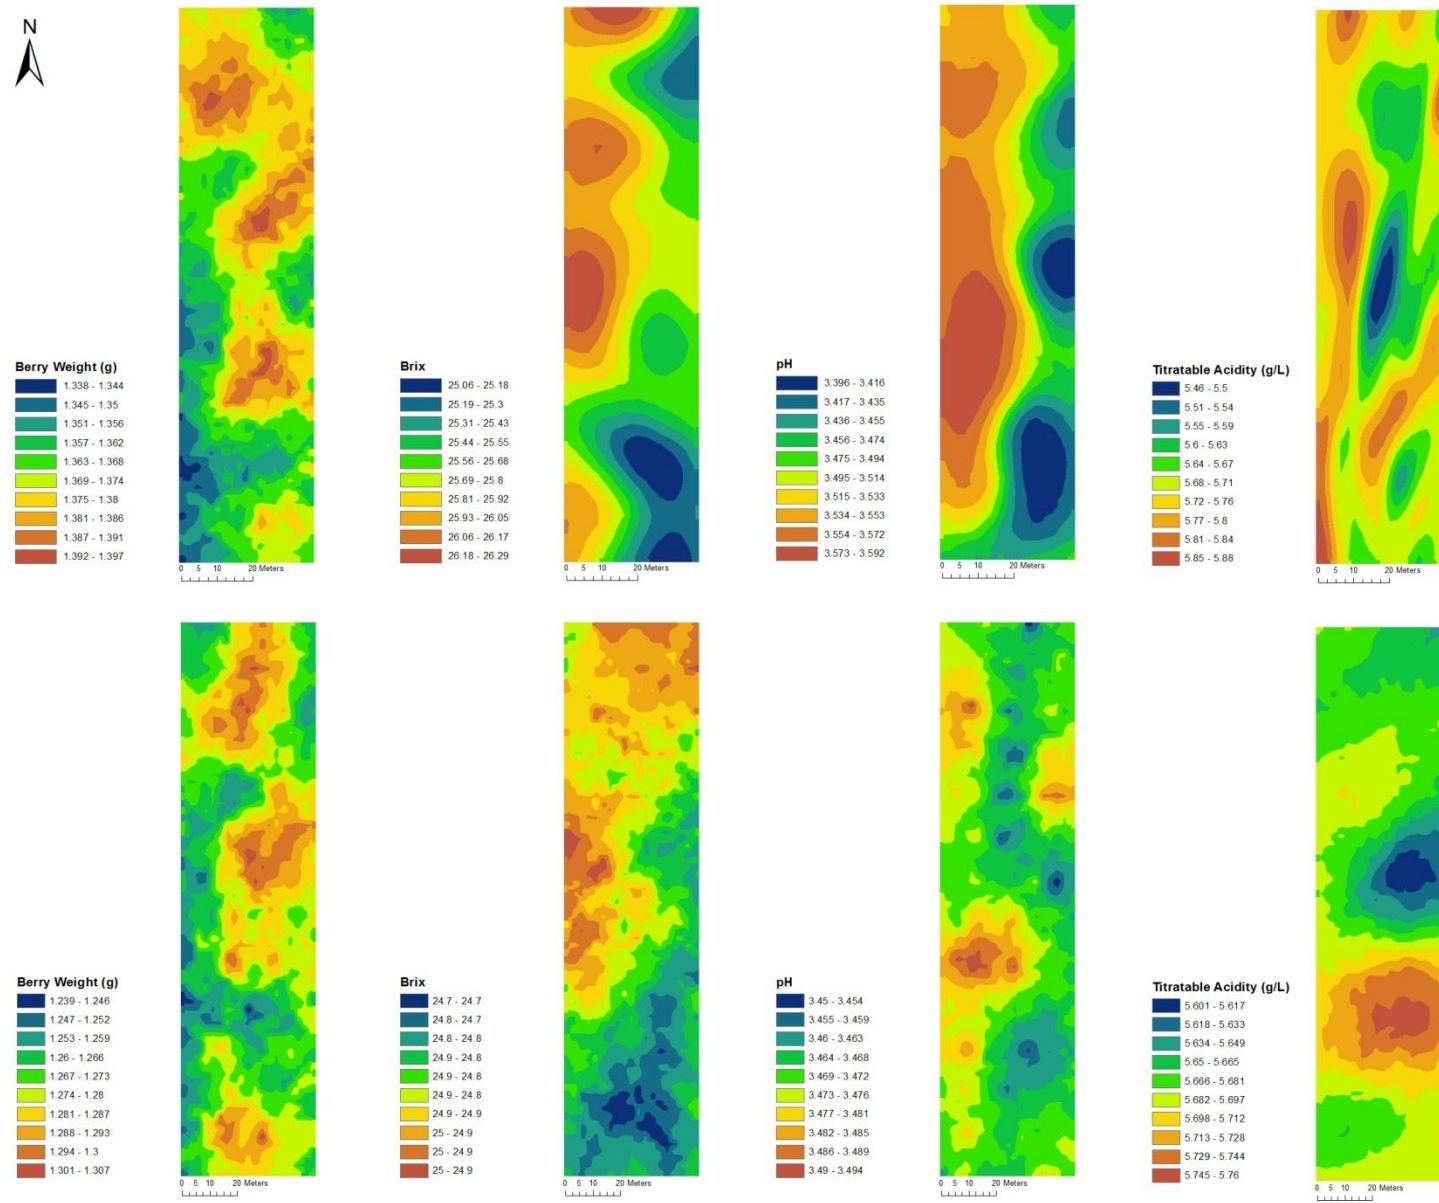 N
Berry Weight (g)
1.338 - 1.344
1.345 - 1.35
1.351 - 1.356
1.357 - 1.362
1.363 - 1.368
1.369 - 1.374
1.375 - 1.38
1.381 - 1.386
1.387 - 1.391
1.392 - 1.397
0 5 10 20 Meters
Brix
25.06 - 25.18
25.19 - 25.3
25.31 - 25.43
25.44 - 25.55
25.56 - 25.68
25.69 - 25.8
25.81 - 25.92
25.93 - 26.05
26.06 - 26.17
26.18 - 26.29
0 5 10 20 Meters
pH
3.396 - 3.416
3.417 - 3.435
3.436 - 3.455
3.456 - 3.474
3.475 - 3.494
3.495 - 3.514
3.515 - 3.533
3.534 - 3.553
3.554 - 3.572
3.573 - 3.592
0 5 10 20 Meters
Titratable Acidity (g/L)
5.46 - 5.5
5.51 - 5.54
5.55 - 5.59
5.6 - 5.63
5.64 - 5.67
5.68 - 5.71
5.72 - 5.76
5.77 - 5.8
5.81 - 5.84
5.85 - 5.88
0 5 10 20 Meters
Berry Weight (g)
1.239 - 1.246
1.247 - 1.252
1.253 - 1.259
1.26 - 1.266
1.267 - 1.273
1.274 - 1.28
1.281 - 1.287
1.288 - 1.293
1.294 - 1.3
1.301 - 1.307
0 5 10 20 Meters
Brix
24.7 - 24.7
24.8 - 24.7
24.8 - 24.8
24.9 - 24.8
24.9 - 24.8
24.9 - 24.8
24.9 - 24.9
25 - 24.9
25 - 24.9
25 - 24.9
0 5 10 20 Meters
pH
3.45 - 3.454
3.455 - 3.459
3.46 - 3.463
3.464 - 3.468
3.469 - 3.472
3.473 - 3.476
3.477 - 3.481
3.482 - 3.485
3.486 - 3.489
3.49 - 3.494
0 5 10 20 Meters
Titratable Acidity (g/L)
5.601 - 5.617
5.618 - 5.633
5.634 - 5.649
5.65 - 5.665
5.666 - 5.681
5.682 - 5.697
5.698 - 5.712
5.713 - 5.728
5.729 - 5.744
5.745 - 5.76
0 5 10 20 Meters